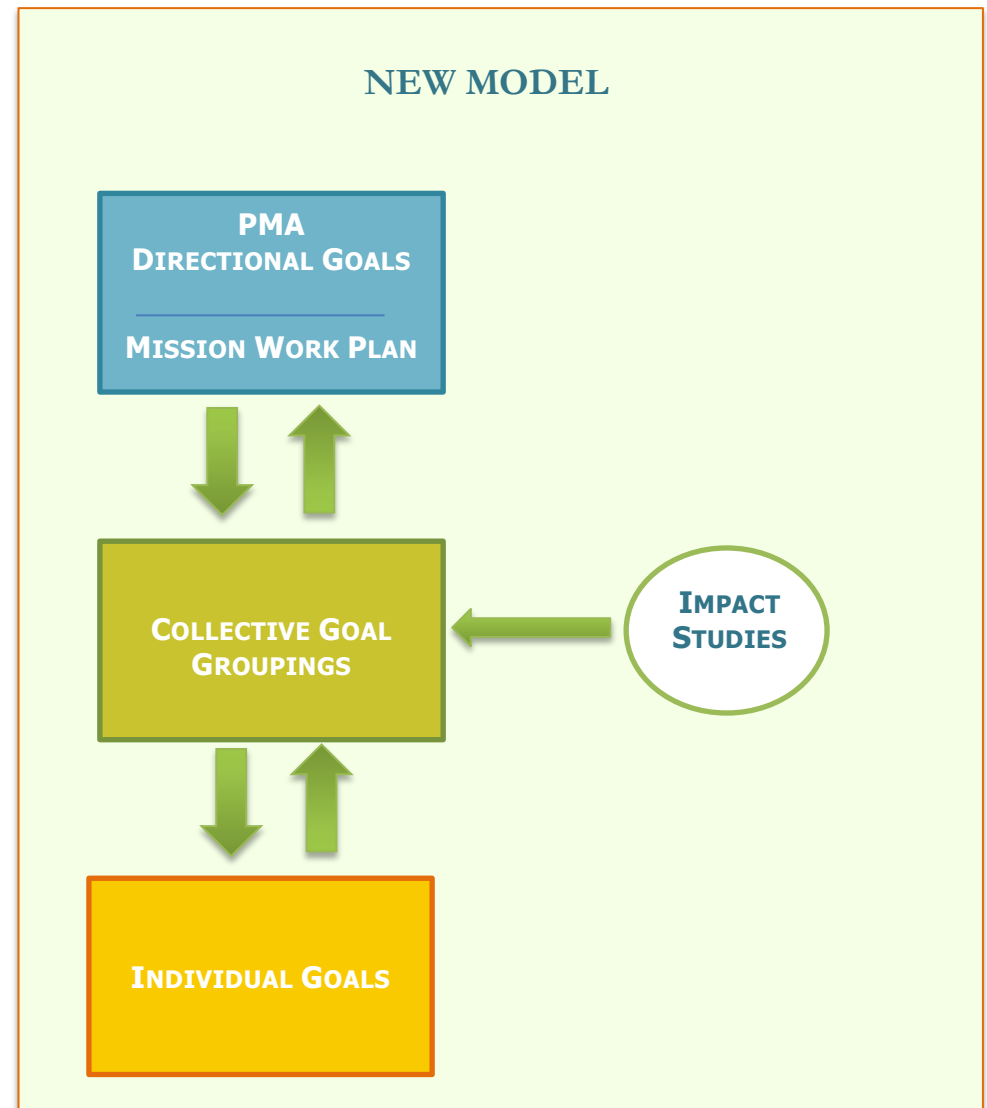 NEW MODEL
PMA
DIRECTIONAL GOALS
MISSION WORK PLAN
COLLECTIVE GOAL
GROUPINGS
IMPACT
STUDIES
INDIVIDUAL GOALS